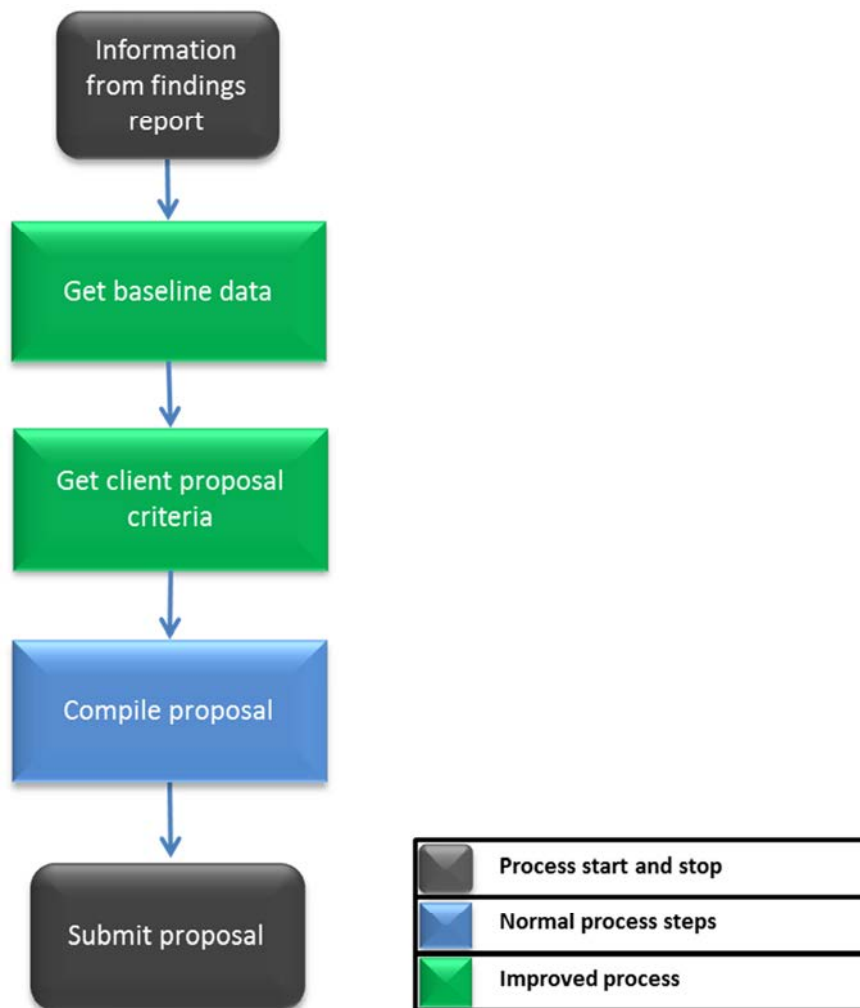 Information
from findings
report
Get baseline data
Get client proposal
criteria
Compile proposal
Submit proposal
Process start and stop
Normal process steps
Improved process